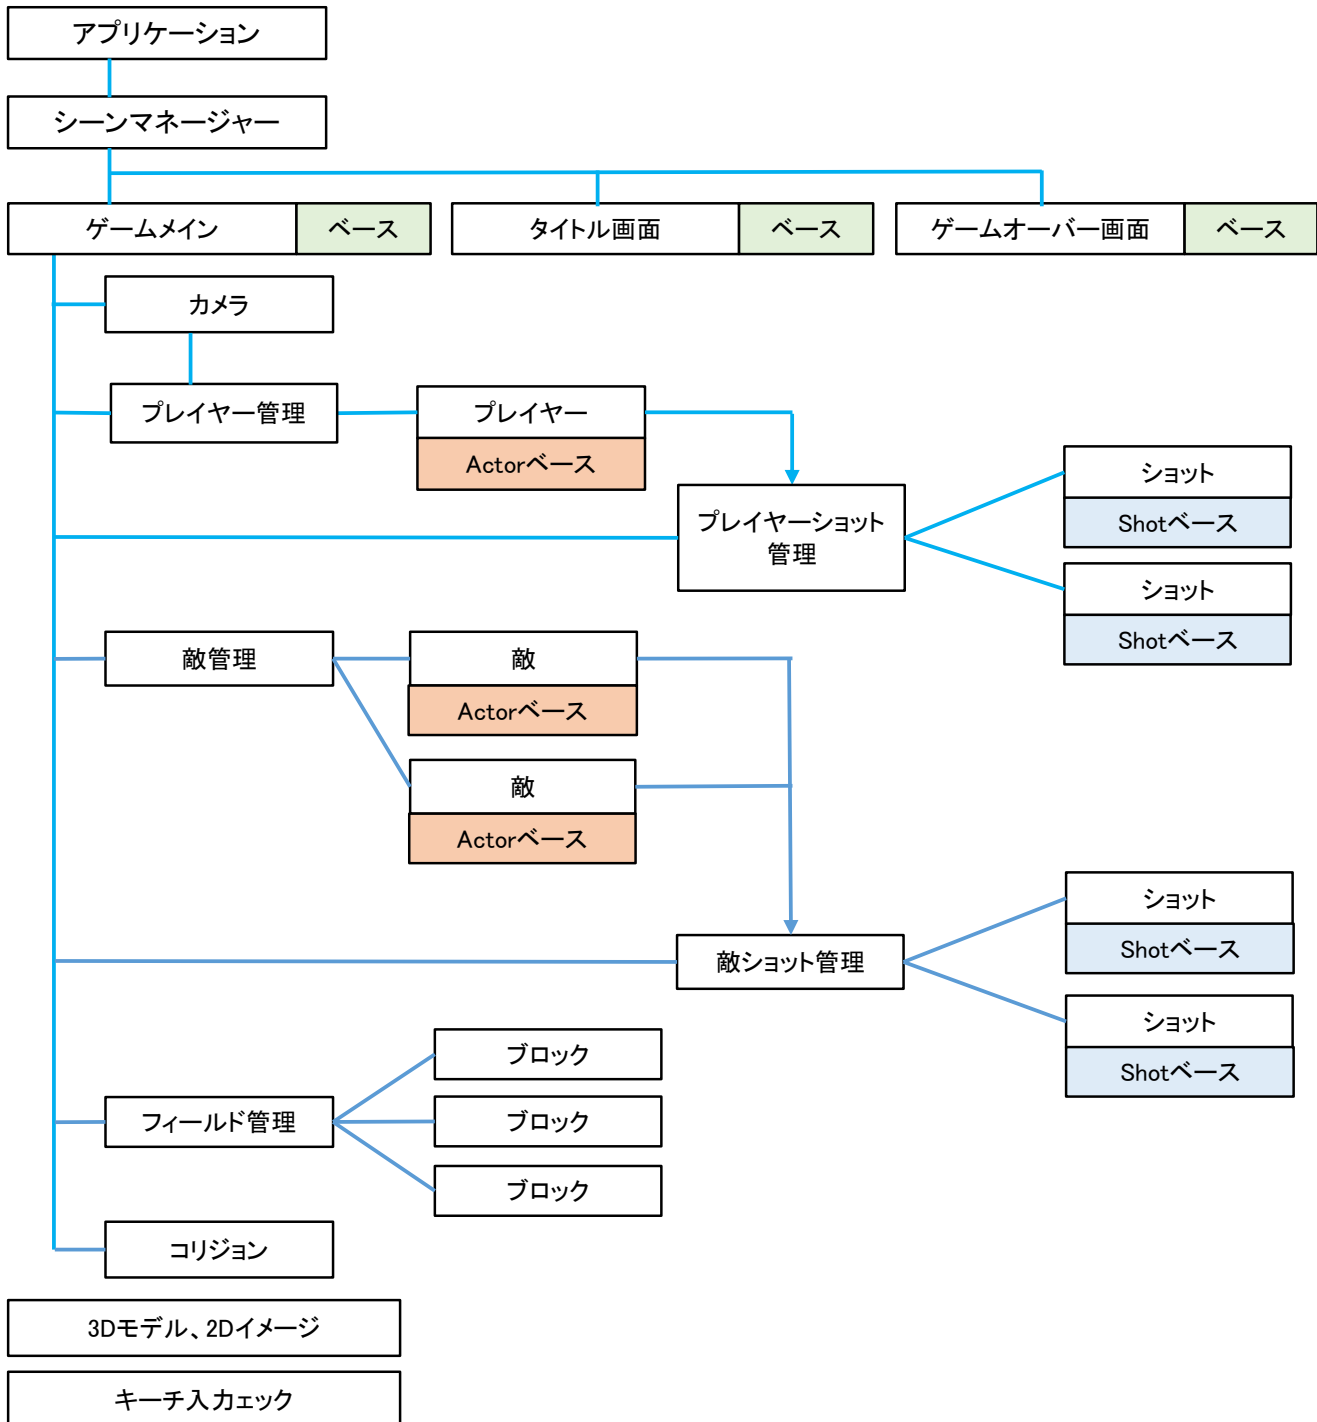 アプリケーション
シーンマネージャー
ゲームメイン
ベース
タイトル画面
ベース
ゲームオーバー画面
ベース
カメラ
プレイヤー管理
プレイヤー
Actorベース
プレイヤーショット
管理
ショット
Shotベース
ショット
Shotベース
敵管理
敵
Actorベース
敵
Actorベース
敵ショット管理
ショット
Shotベース
ショット
Shotベース
フィールド管理
ブロック
ブロック
ブロック
コリジョン
3Dモデル、2Dイメージ
キーチ入力ェック